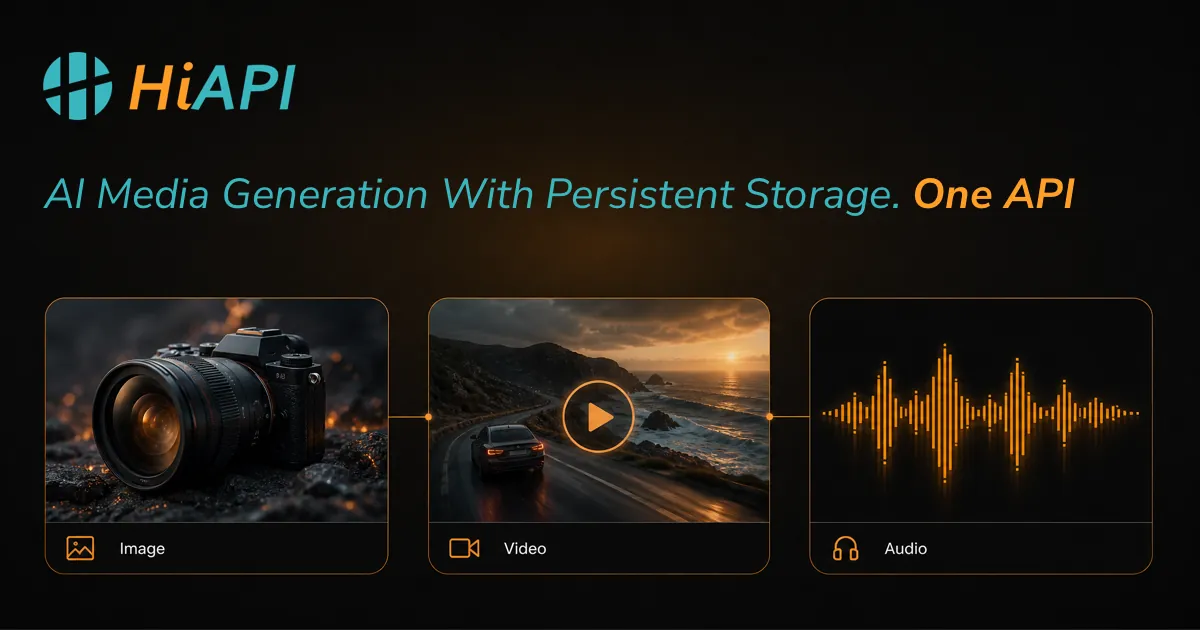 HiAPI
AI Media Generation With Persistent Storage. One API
Image
Video
Audio